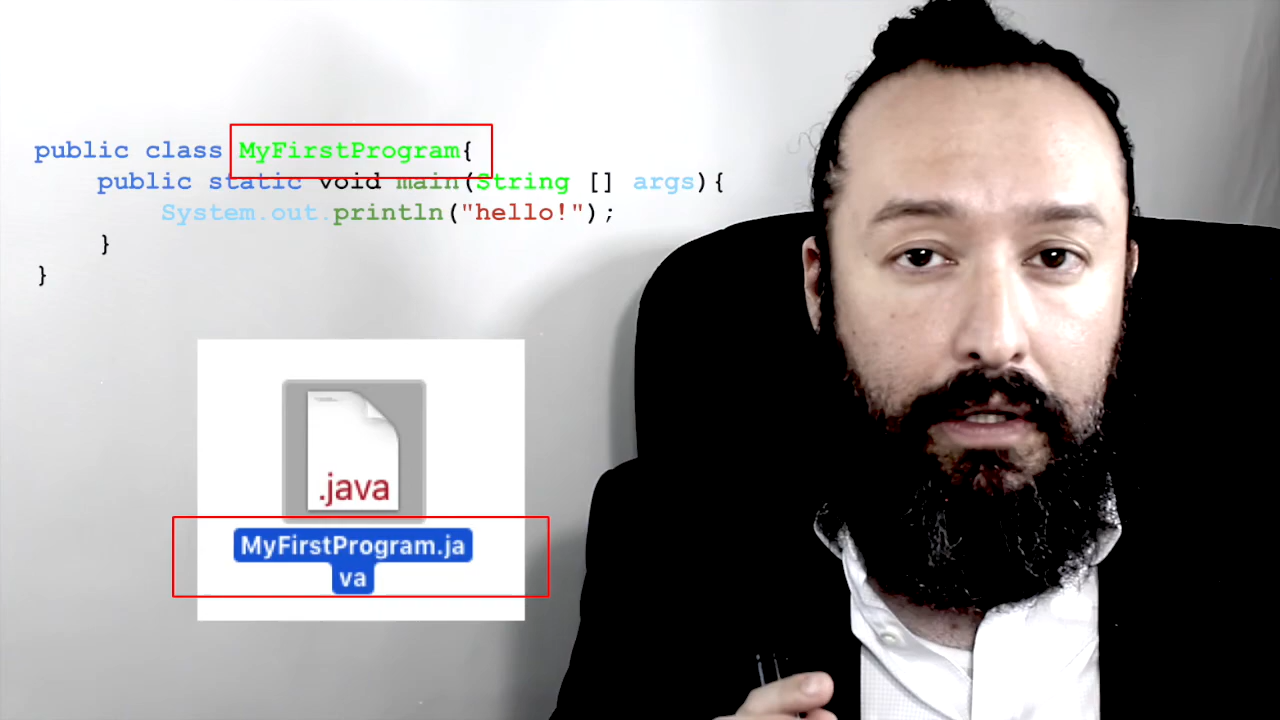 public class MyFirstProgram{
public static void main(String [] args){
System.out.println("hello!");
}
}
.java
MyFirstProgram.ja
va